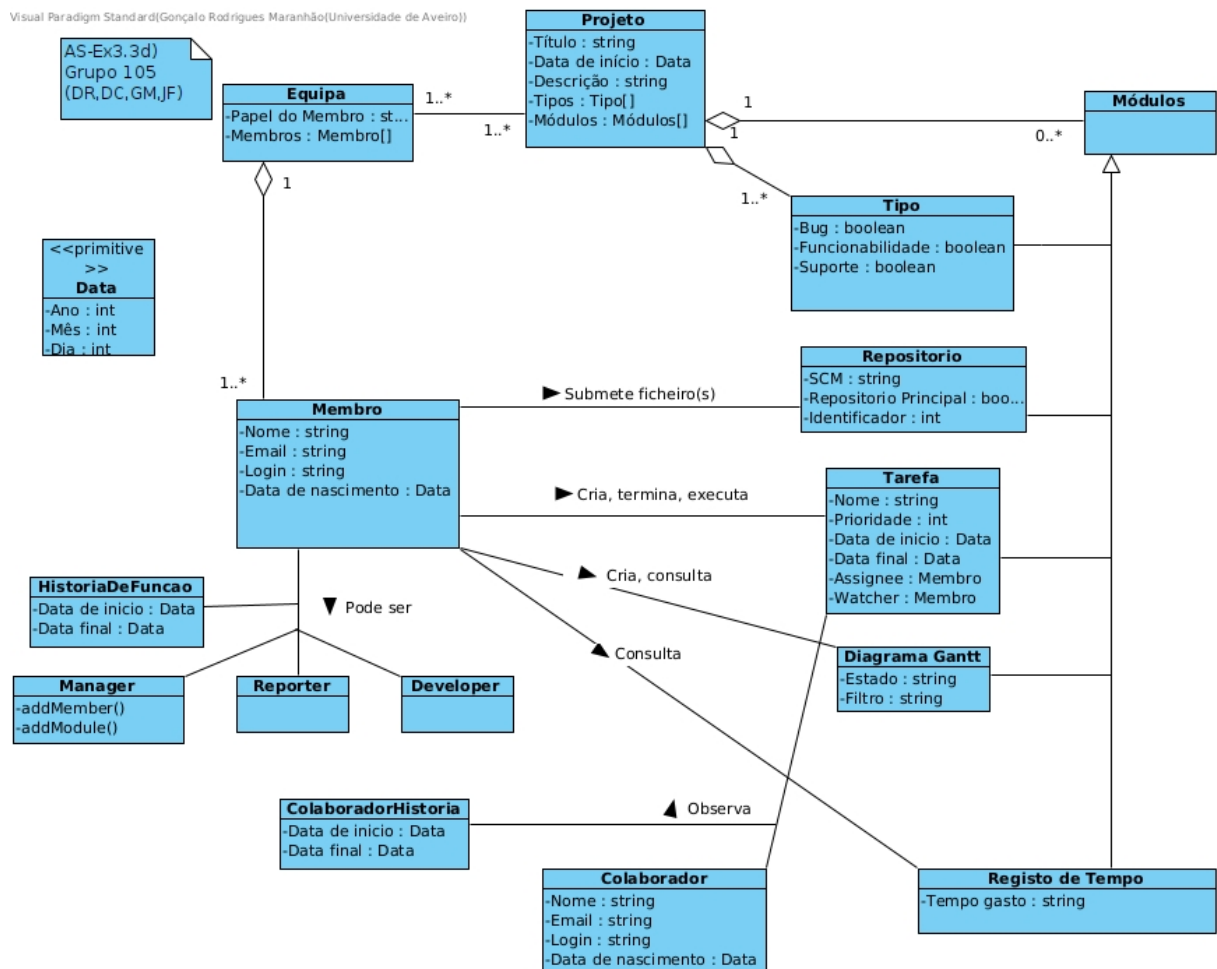 Visual Paradigm Standard(Gonçalo Rodrigues Maranhão(Universidade de Aveiro))
AS-Ex3.3d)
Grupo 105
(DR,DC,GM,JF)
Projeto
-Título : string
-Data de início : Data
-Descrição : string
-Tipos : Tipo[]
-Módulos : Módulos[]
Equipa
-Papel do Membro : st...
-Membros : Membro[]
1..*
1..*
1
0..*
Módulos
1
1..*
1
Tipo
-Bug : boolean
-Funcionabilidade : boolean
-Suporte : boolean
<<primitive
>>
Data
-Ano : int
-Mês : int
-Dia : int
1..*
Membro
-Nome : string
-Email : string
-Login : string
-Data de nascimento : Data
Submete ficheiro(s)
Repositorio
-SCM : string
-Repositorio Principal : boo...
-Identificador : int
Cria, termina, executa
Tarefa
-Nome : string
-Prioridade : int
-Data de inicio : Data
-Data final : Data
-Assignee : Membro
-Watcher : Membro
Cria, consulta
HistoriaDeFuncao
-Data de inicio : Data
-Data final : Data
Pode ser
Consulta
Diagrama Gantt
-Estado : string
-Filtro : string
Manager
-addMember()
-addModule()
Reporter
Developer
ColaboradorHistoria
-Data de inicio : Data
-Data final : Data
Observa
Colaborador
-Nome : string
-Email : string
-Login : string
-Data de nascimento : Data
Registo de Tempo
-Tempo gasto : string